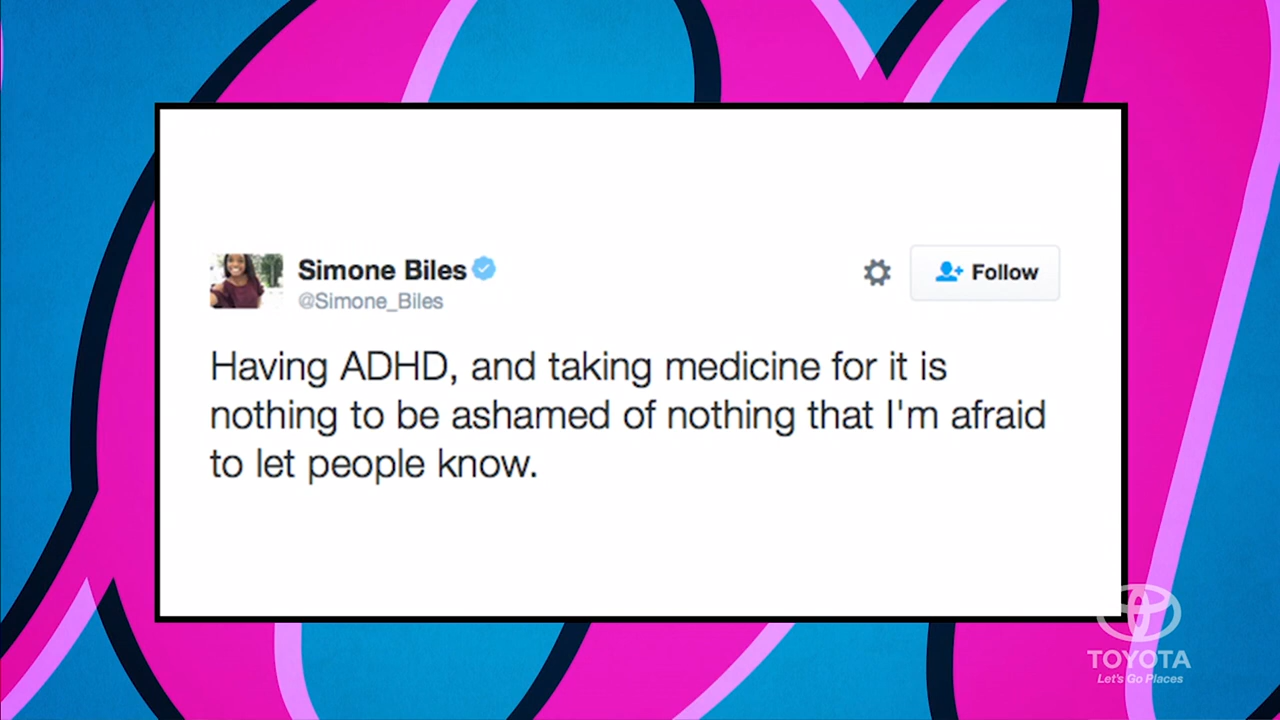 Simone Biles
@Simone_Biles
Follow
Having ADHD, and taking medicine for it is
nothing to be ashamed of nothing that I'm afraid
to let people know.
TOYOTA
Let's Go Places